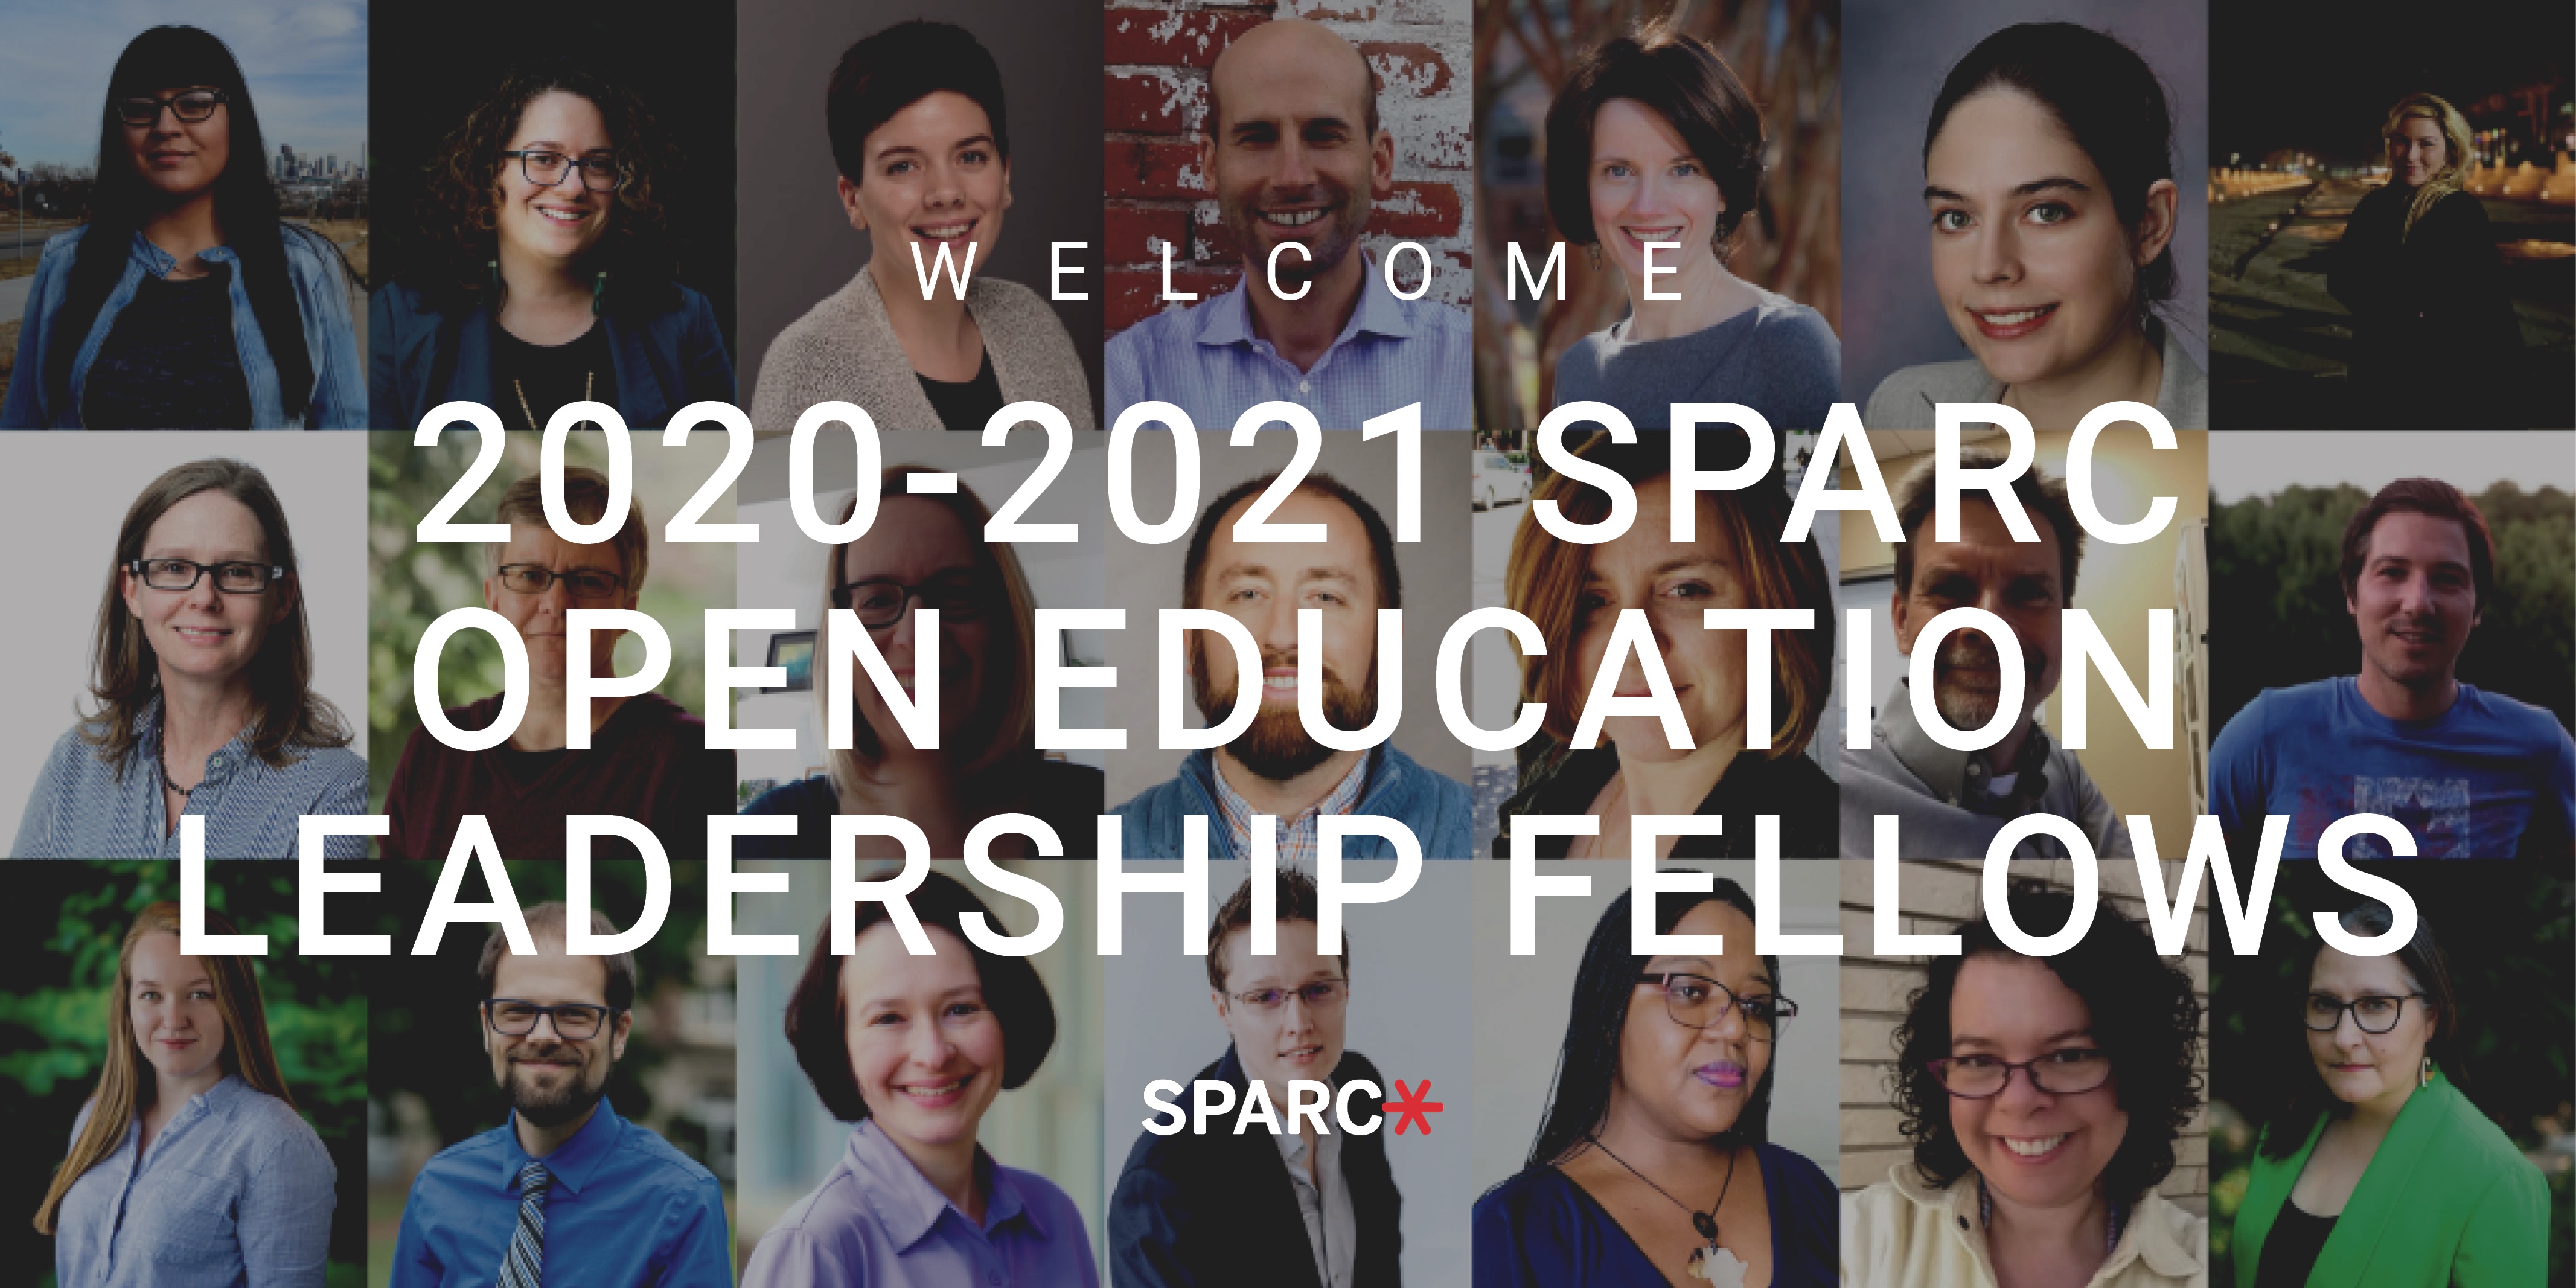 WELCOME
2020-2021 SPARC
OPEN EDUCATION
LEADERSHIP FELLOWS
SPARC